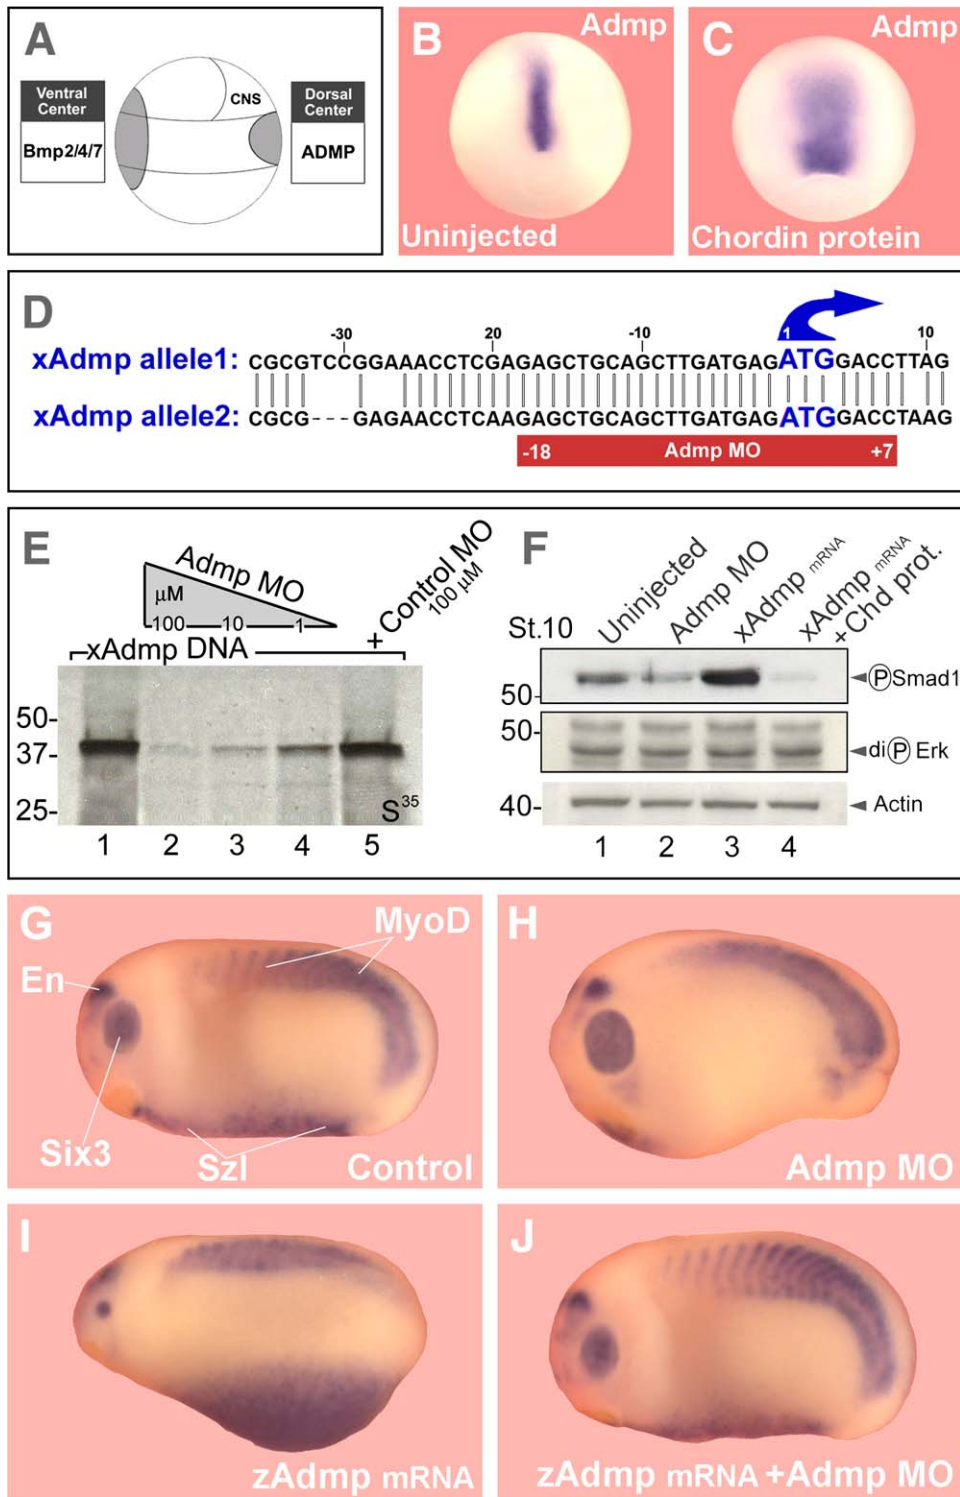 A
Ventral
Center
Bmp2/4/7
CNS
Dorsal
Center
ADMP
B
Admp
Uninjected
C
Admp
Chordin protein
D
-30 20 -10 1 10
xAdmp allele1: CGCGTCCGGAAACCTCGAGAGCTGCAGCTTGATGAGATGGACCTTAG
xAdmp allele2: CGCG---GAGAACCTCAAGAGCTGCAGCTTGATGAGATGGACCTAAG
-18 Admp MO +7
E
Admp MO
µM
100 10 1
+ Control MO
100 µM
xAdmp DNA
50-
37-
25-
S35
1 2 3 4 5
F
St.10
Uninjected
Admp MO
xAdmp mRNA
xAdmp mRNA
+Chd prot.
50-
P Smad1
50-
di P Erk
40-
Actin
1 2 3 4
G
MyoD
En
Six3
Szl
Control
H
Admp MO
I
zAdmp mRNA
J
zAdmp mRNA +Admp MO